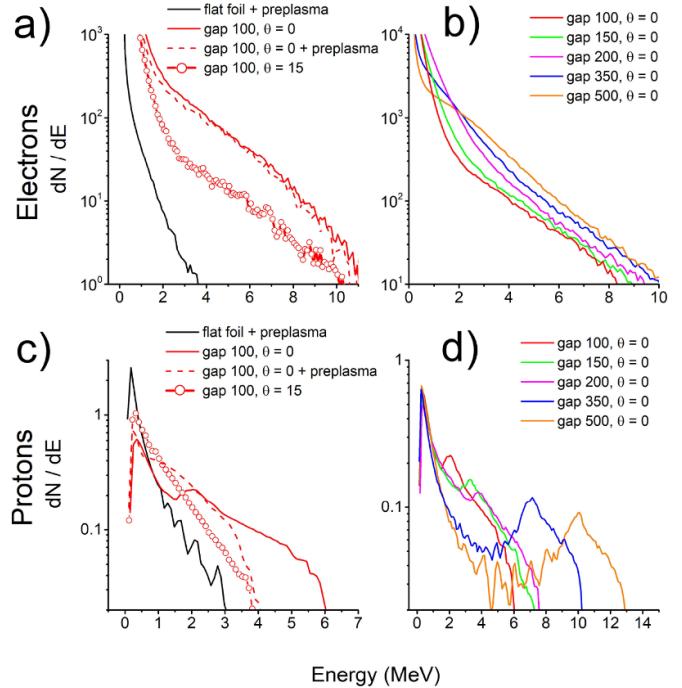 a)
flat foil + preplasma
gap 100, θ = 0
gap 100, θ = 0 + preplasma
gap 100, θ = 15
Electrons
dN / dE
10³
10²
10¹
10⁰
0 2 4 6 8 10
b)
gap 100, θ = 0
gap 150, θ = 0
gap 200, θ = 0
gap 350, θ = 0
gap 500, θ = 0
10⁴
10³
10²
10¹
0 2 4 6 8 10
c)
flat foil + preplasma
gap 100, θ = 0
gap 100, θ = 0 + preplasma
gap 100, θ = 15
Protons
dN / dE
1
0.1
0 1 2 3 4 5 6 7
d)
gap 100, θ = 0
gap 150, θ = 0
gap 200, θ = 0
gap 350, θ = 0
gap 500, θ = 0
1
0.1
0 2 4 6 8 10 12 14
Energy (MeV)